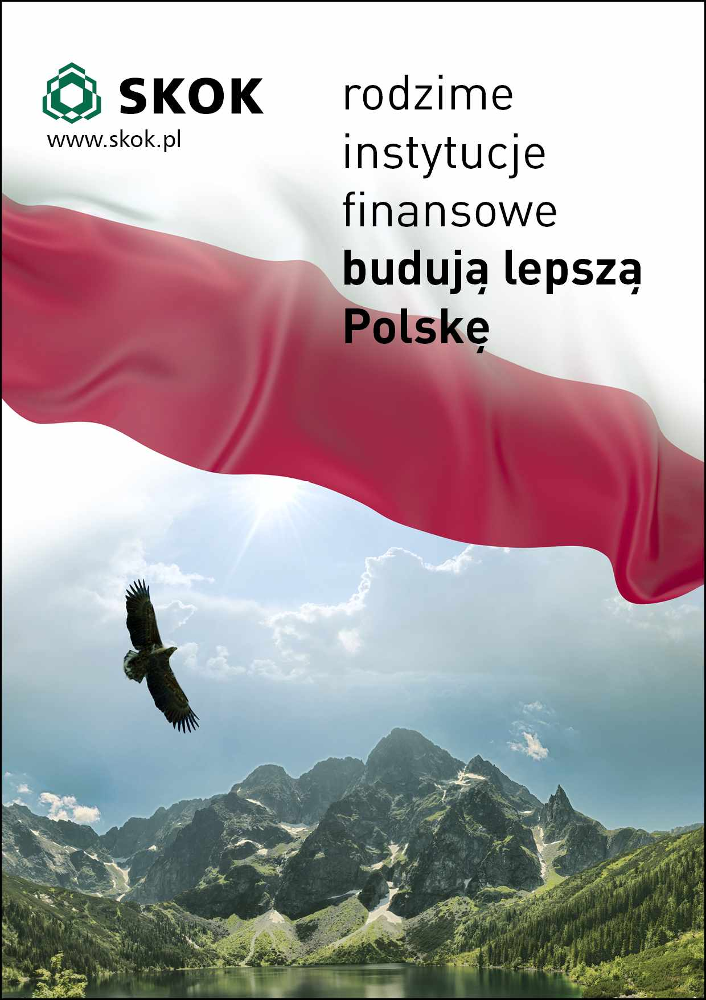 SKOK
www.skok.pl
rodzime
instytucje
finansowe
budują lepszą
Polskę